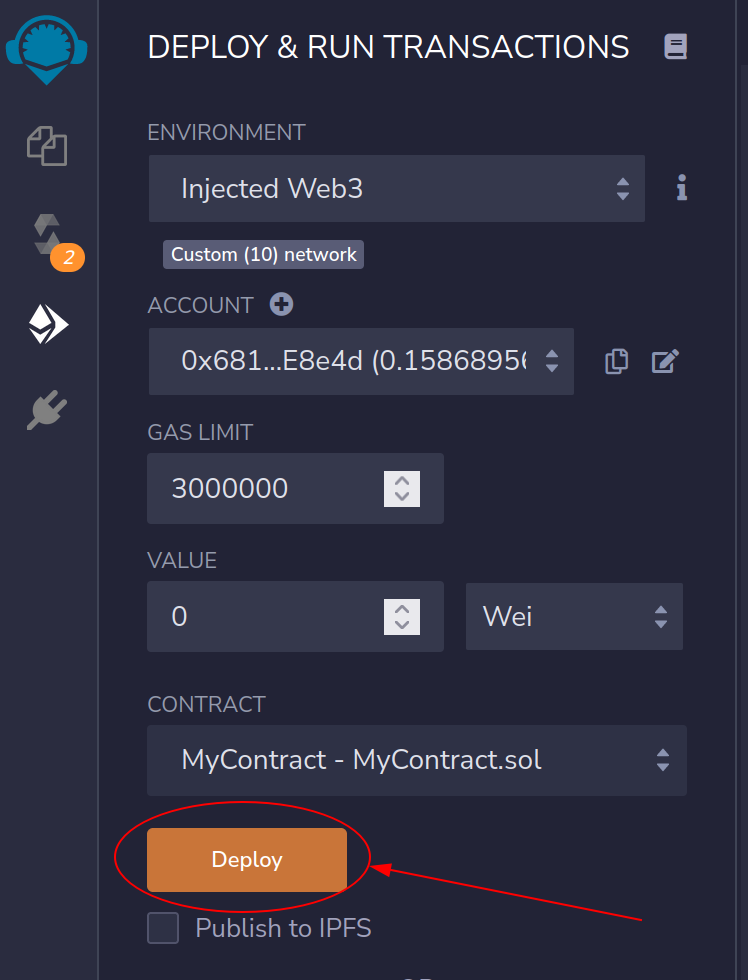 DEPLOY & RUN TRANSACTIONS
ENVIRONMENT
Injected Web3
2
Custom (10) network
ACCOUNT
0x681...E8e4d (0.1586895
GAS LIMIT
3000000
VALUE
0
Wei
CONTRACT
MyContract - MyContract.sol
Deploy
Publish to IPFS